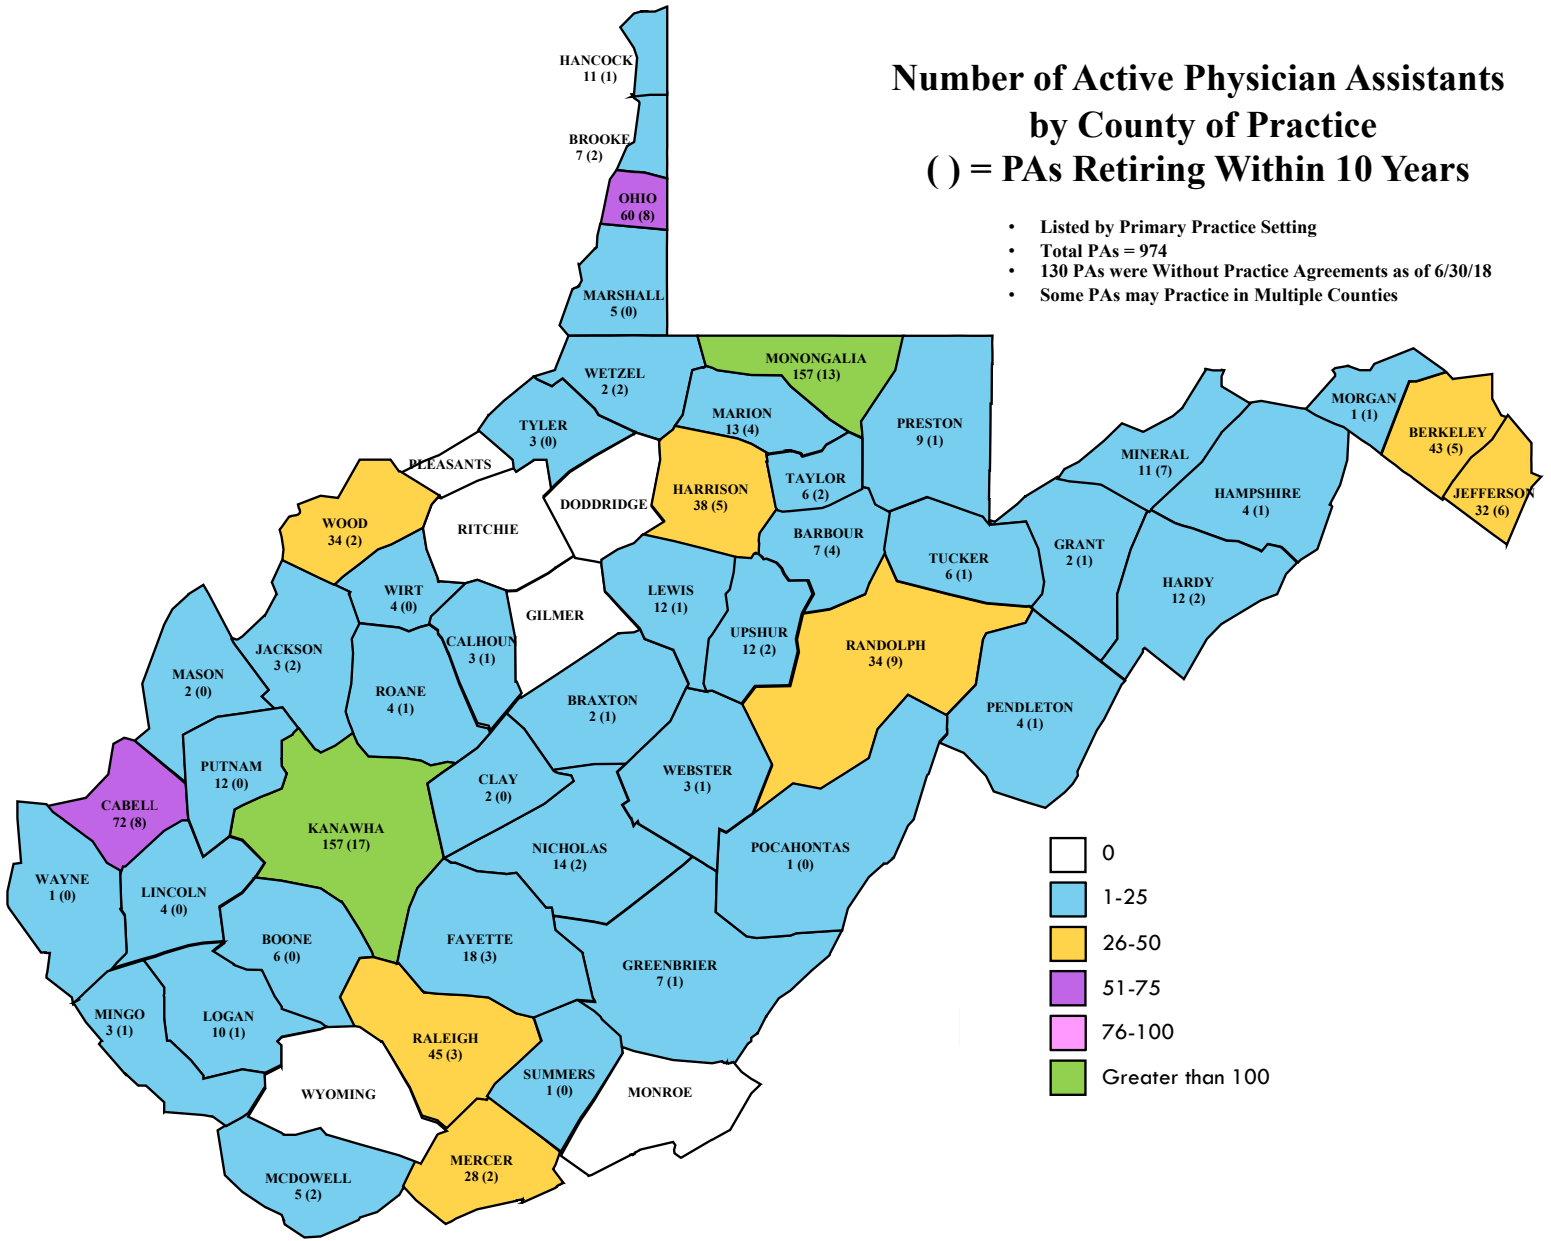 Number of Active Physician Assistants
by County of Practice
( ) = PAs Retiring Within 10 Years
• Listed by Primary Practice Setting
• Total PAs = 974
• 130 PAs were Without Practice Agreements as of 6/30/18
• Some PAs may Practice in Multiple Counties
HANCOCK
11 (1)
BROOKE
7 (2)
OHIO
60 (8)
MARSHALL
5 (0)
WETZEL
2 (2)
MONONGALIA
157 (13)
MARION
13 (4)
PRESTON
9 (1)
TYLER
3 (0)
PLEASANTS
DODDRIDGE
HARRISON
38 (5)
TAYLOR
6 (2)
MINERAL
11 (7)
HAMPSHIRE
4 (1)
MORGAN
1 (1)
BERKELEY
43 (5)
JEFFERSON
32 (6)
WOOD
34 (2)
RITCHIE
BARBOUR
7 (4)
TUCKER
6 (1)
GRANT
2 (1)
HARDY
12 (2)
WIRT
4 (0)
CALHOUN
3 (1)
GILMER
LEWIS
12 (1)
UPSHUR
12 (2)
RANDOLPH
34 (9)
PENDLETON
4 (1)
JACKSON
3 (2)
MASON
2 (0)
ROANE
4 (1)
BRAXTON
2 (1)
PUTNAM
12 (0)
CLAY
2 (0)
WEBSTER
3 (1)
CABELL
72 (8)
KANAWHA
157 (17)
NICHOLAS
14 (2)
POCAHONTAS
1 (0)
WAYNE
1 (0)
LINCOLN
4 (0)
BOONE
6 (0)
FAYETTE
18 (3)
GREENBRIER
7 (1)
MINGO
3 (1)
LOGAN
10 (1)
RALEIGH
45 (3)
SUMMERS
1 (0)
WYOMING
MONROE
MERCER
28 (2)
MCDOWELL
5 (2)
0
1-25
26-50
51-75
76-100
Greater than 100